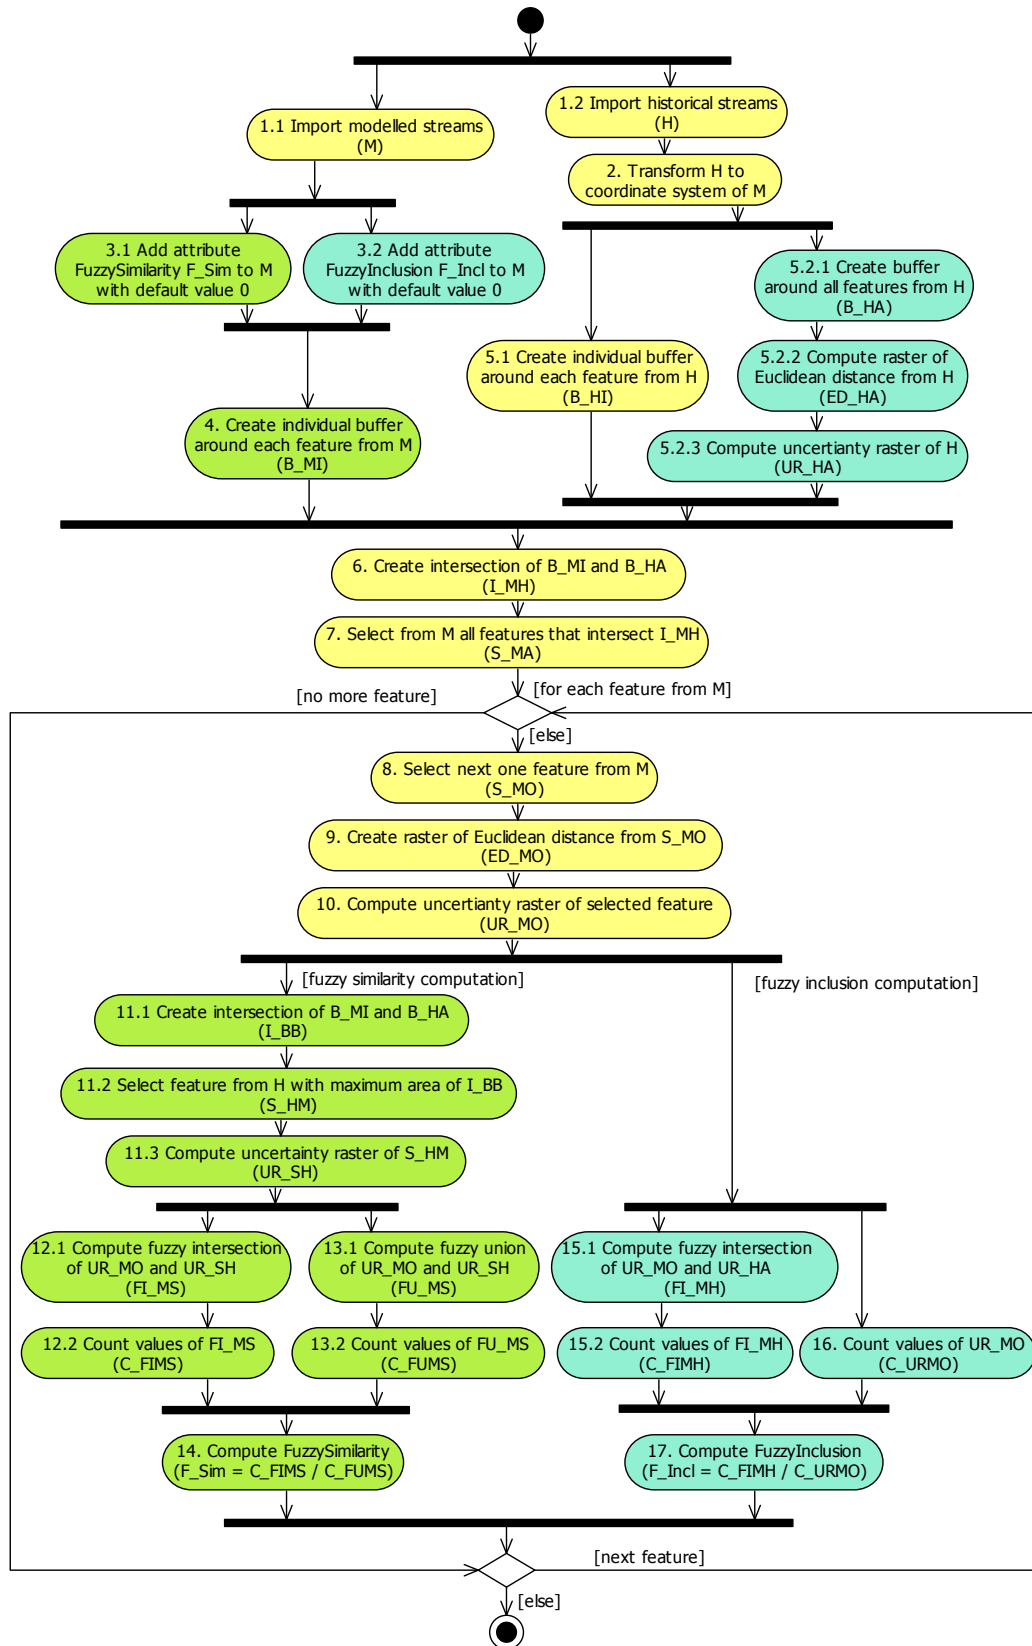 1.1 Import modelled streams
(M)
1.2 Import historical streams
(H)
2. Transform H to
coordinate system of M
3.1 Add attribute
FuzzySimilarity F_Sim to M
with default value 0
3.2 Add attribute
FuzzyInclusion F_Incl to M
with default value 0
5.2.1 Create buffer
around all features from H
(B_HA)
5.1 Create individual buffer
around each feature from H
(B_HI)
5.2.2 Compute raster of
Euclidean distance from H
(ED_HA)
4. Create individual buffer
around each feature from M
(B_MI)
5.2.3 Compute uncertianty raster of H
(UR_HA)
6. Create intersection of B_MI and B_HA
(I_MH)
7. Select from M all features that intersect I_MH
(S_MA)
[no more feature]
[for each feature from M]
[else]
8. Select next one feature from M
(S_MO)
9. Create raster of Euclidean distance from S_MO
(ED_MO)
10. Compute uncertianty raster of selected feature
(UR_MO)
[fuzzy similarity computation]
[fuzzy inclusion computation]
11.1 Create intersection of B_MI and B_HA
(I_BB)
11.2 Select feature from H with maximum area of I_BB
(S_HM)
11.3 Compute uncertainty raster of S_HM
(UR_SH)
12.1 Compute fuzzy intersection
of UR_MO and UR_SH
(FI_MS)
13.1 Compute fuzzy union
of UR_MO and UR_SH
(FU_MS)
15.1 Compute fuzzy intersection
of UR_MO and UR_HA
(FI_MH)
12.2 Count values of FI_MS
(C_FIMS)
13.2 Count values of FU_MS
(C_FUMS)
15.2 Count values of FI_MH
(C_FIMH)
16. Count values of UR_MO
(C_URMO)
14. Compute FuzzySimilarity
(F_Sim = C_FIMS / C_FUMS)
17. Compute FuzzyInclusion
(F_Incl = C_FIMH / C_URMO)
[next feature]
[else]